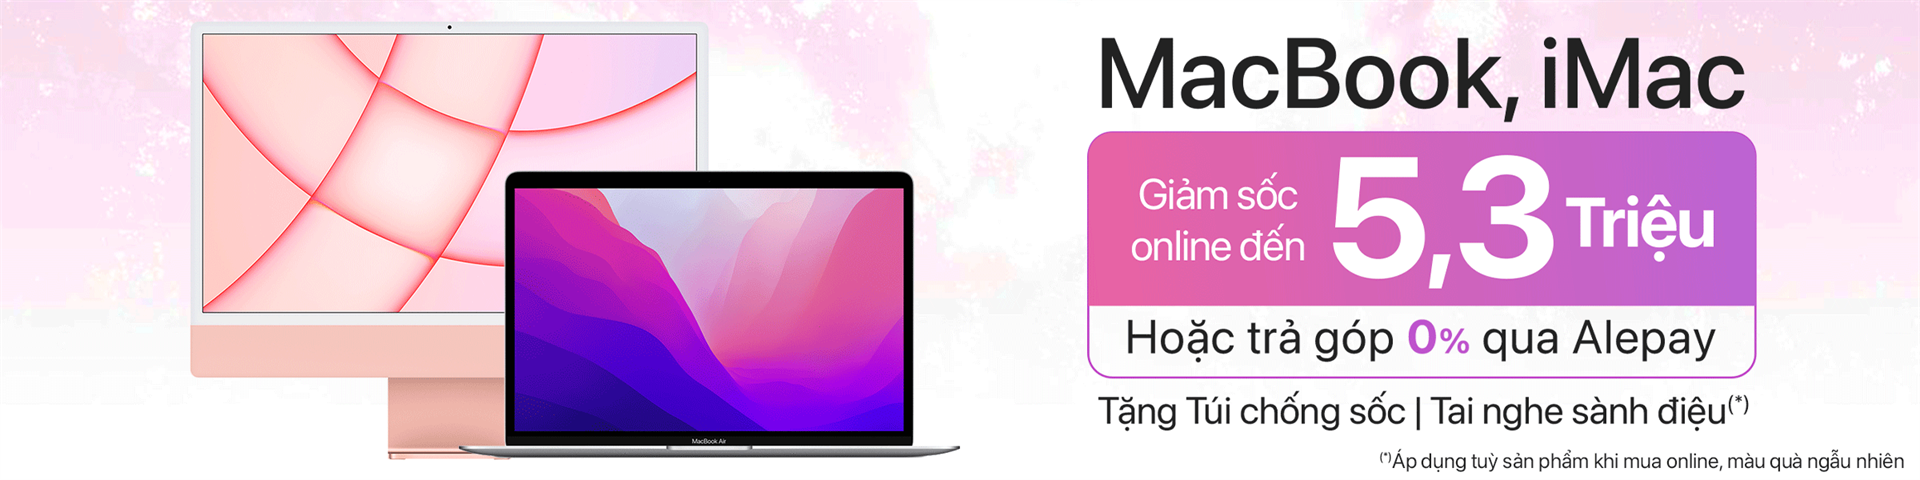 MacBook, iMac
Giảm sốc
online đến
5,3 Triệu
Hoặc trả góp 0% qua Alepay
Tặng Túi chống sốc | Tai nghe sành điệu(*)
(*)Áp dụng tuỳ sản phẩm khi mua online, màu quà ngẫu nhiên
MacBook Air